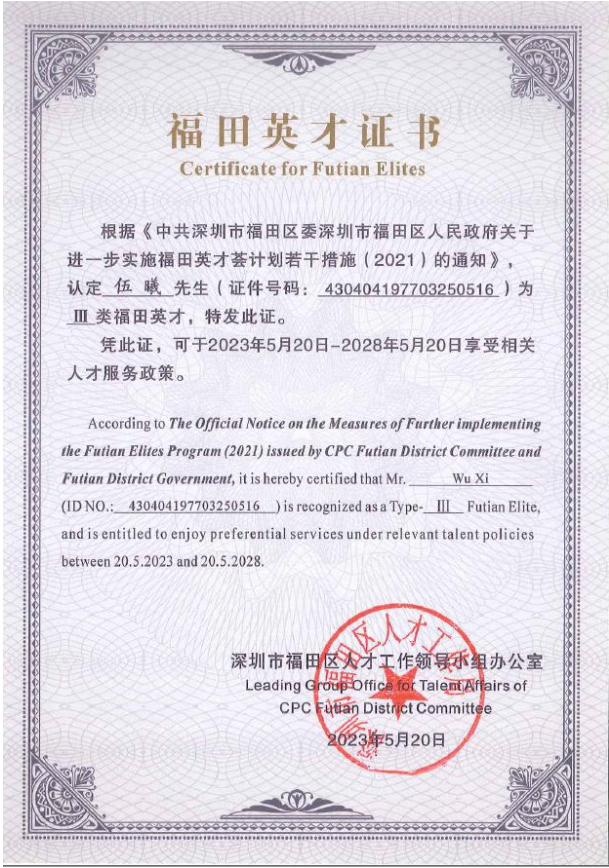 福田英才证书
Certificate for Futian Elites
根据《中共深圳市福田区委深圳市福田区人民政府关于
进一步实施福田英才荟计划若干措施（2021）的通知》，
认定 伍曦 先生（证件号码：430404197703250516）为
Ⅲ 类福田英才，特发此证。
凭此证，可于2023年5月20日-2028年5月20日享受相关
人才服务政策。
According to The Official Notice on the Measures of Further implementing
the Futian Elites Program (2021) issued by CPC Futian District Committee and
Futian District Government, it is hereby certified that Mr. Wu Xi
(ID NO.: 430404197703250516 ) is recognized as a Type- Ⅲ Futian Elite,
and is entitled to enjoy preferential services under relevant talent policies
between 20.5.2023 and 20.5.2028.
深圳市福田区人才工作领导小组办公室
Leading Group Office for Talent Affairs of
CPC Futian District Committee
2023年5月20日
深圳市福田区人才工作局